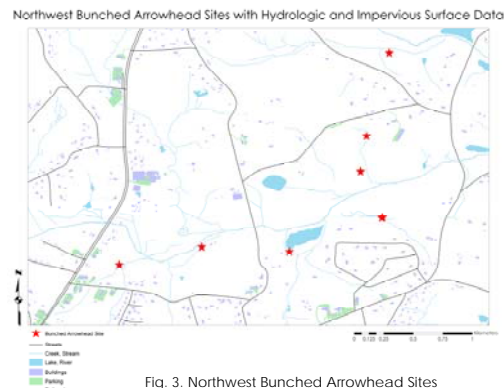 Northwest Bunched Arrowhead Sites with Hydrologic and Impervious Surface Data
N
Bunched Arrowhead Site
Streets
Creek, Stream
Lake, River
Buildings
Parking
0 0.125 0.25 0.5 0.75 1
Kilometers
Fig. 3. Northwest Bunched Arrowhead Sites